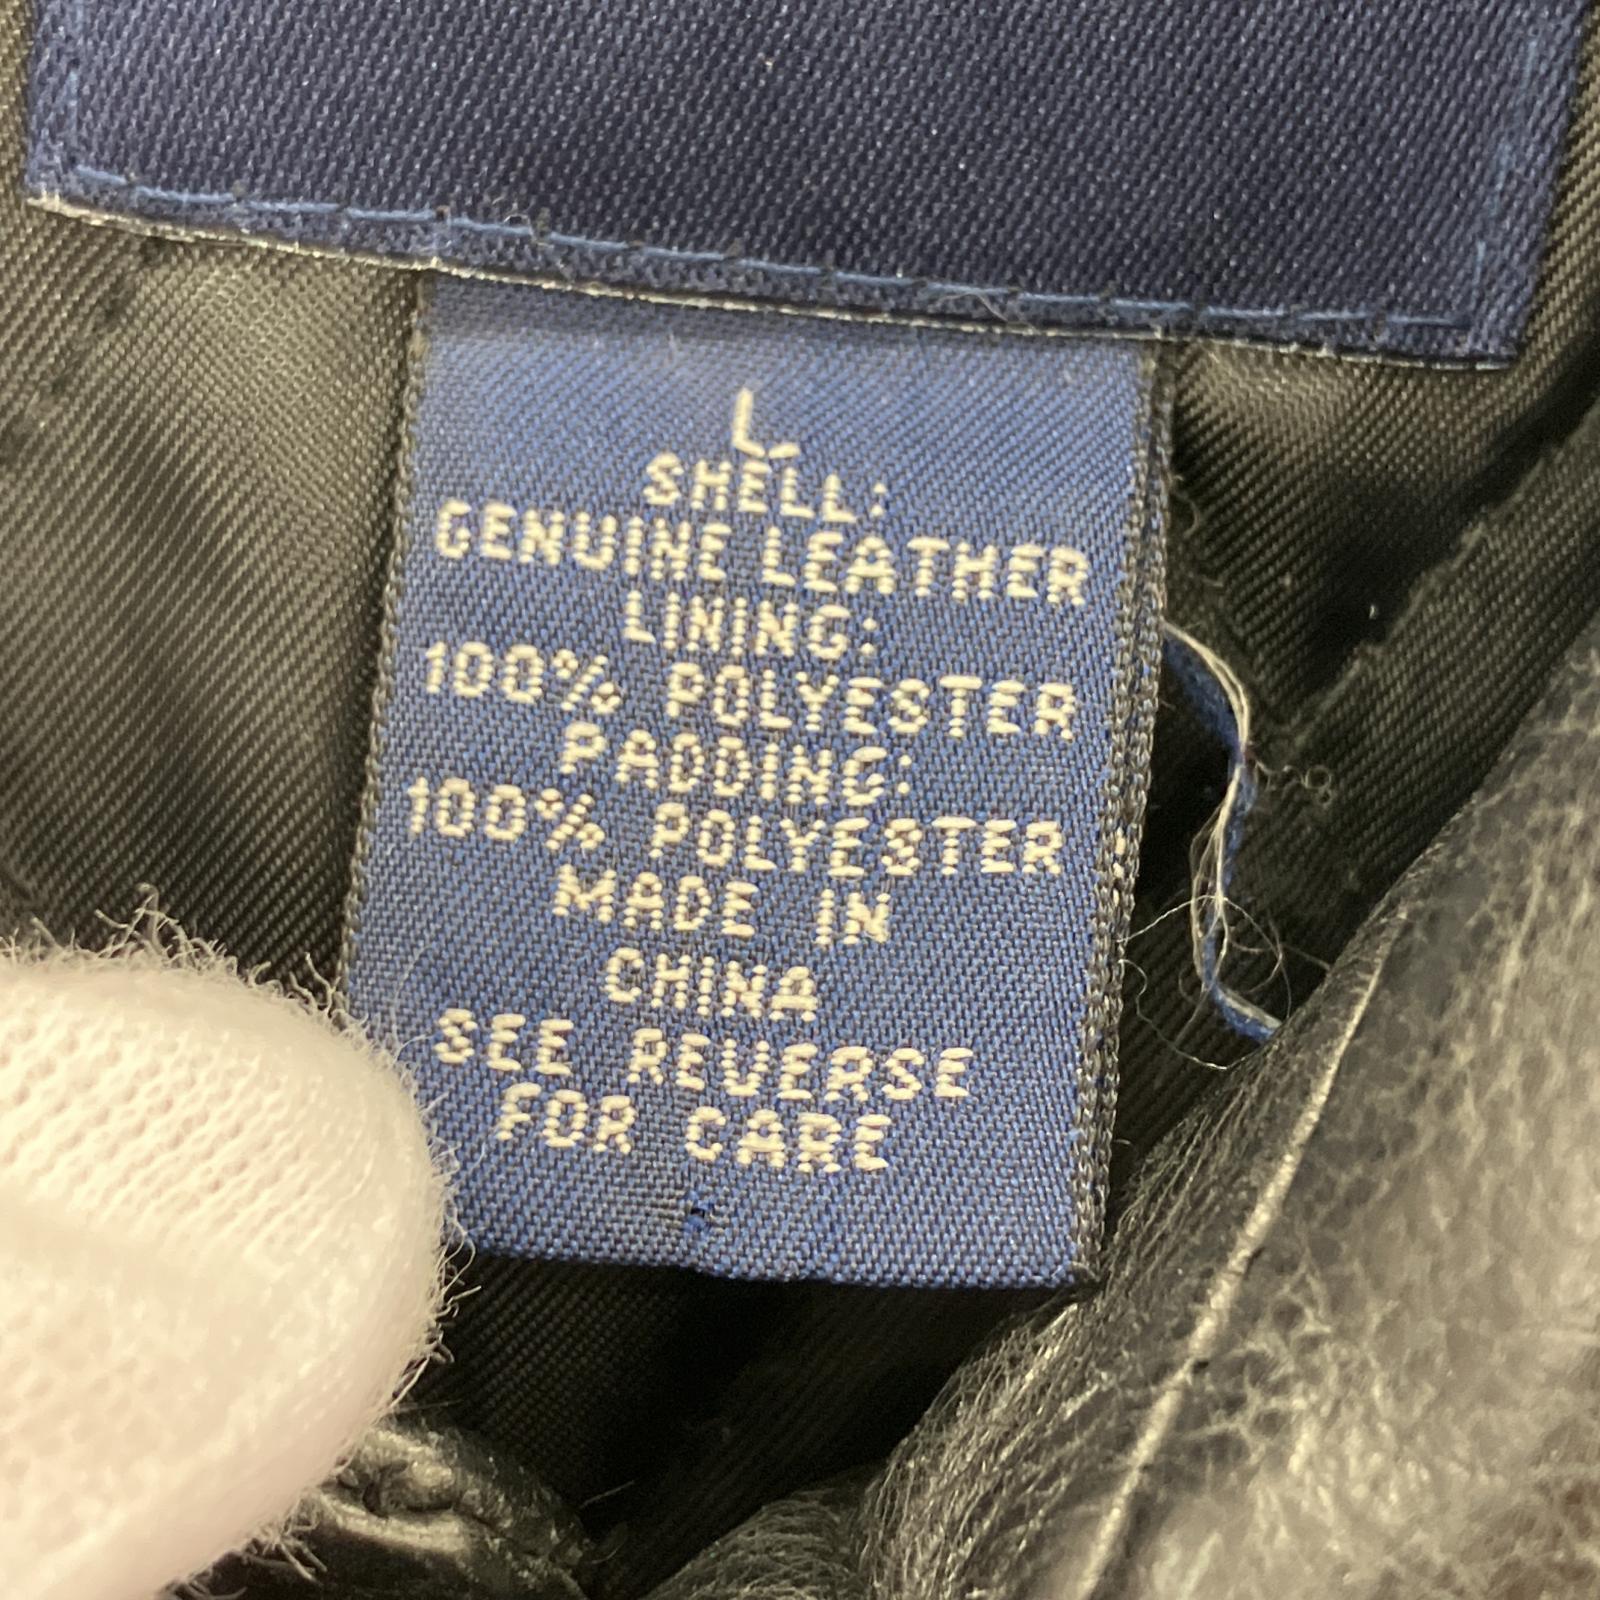 L
SHELL:
GENUINE LEATHER
LINING:
100% POLYESTER
PADDING:
100% POLYESTER
MADE IN
CHINA
SEE REVERSE
FOR CARE